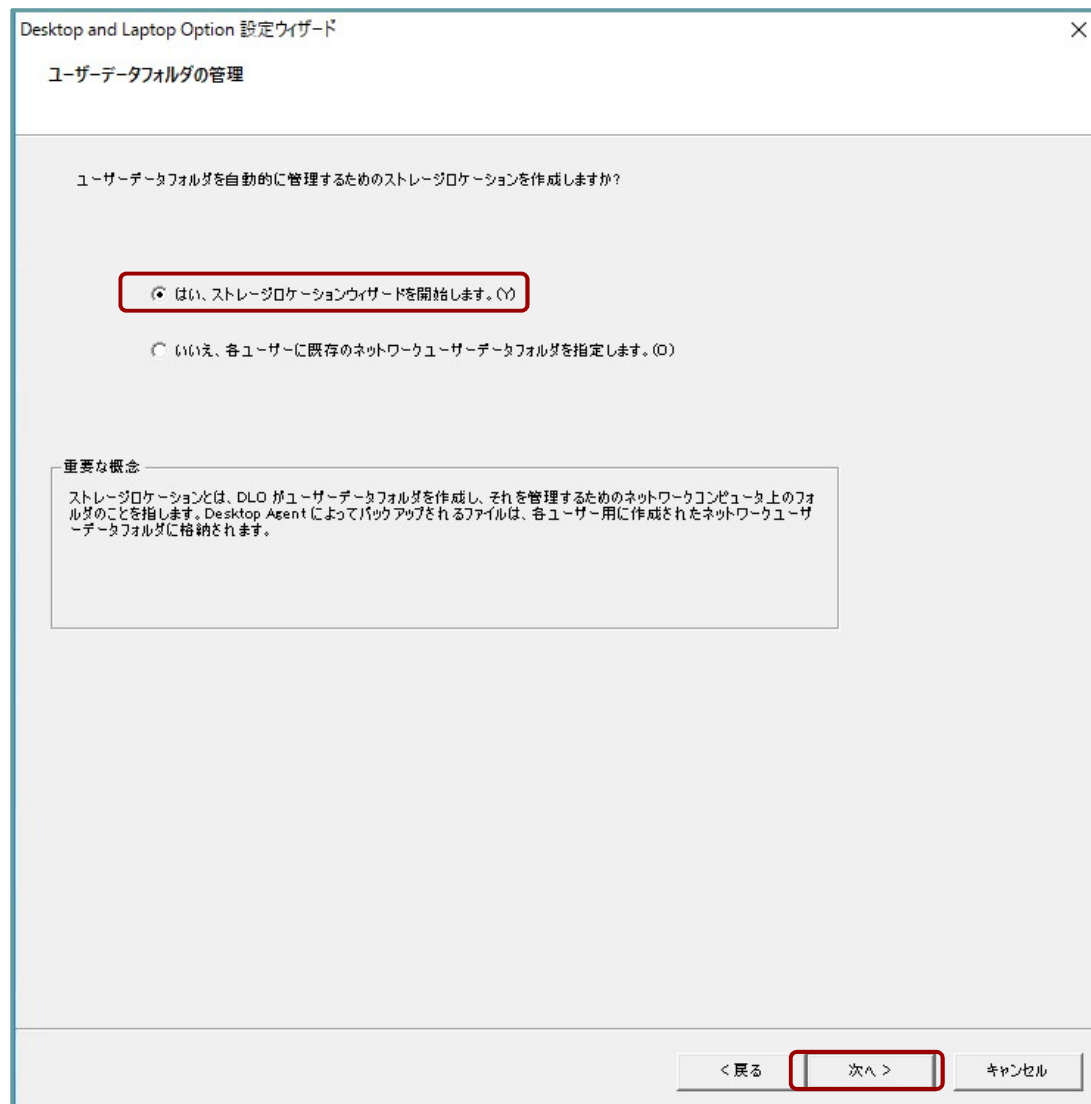 Desktop and Laptop Option 設定ウィザード
ユーザーデータフォルダの管理
ユーザーデータフォルダを自動的に管理するためのストレージロケーションを作成しますか?
はい、ストレージロケーションウィザードを開始します。(Y)
いいえ、各ユーザーに既存のネットワークユーザーデータフォルダを指定します。(O)
重要な概念
ストレージロケーションとは、DLO がユーザーデータフォルダを作成し、それを管理するためのネットワークコンピュータ上のフォ
ルダのことを指します。Desktop Agent によってバックアップされるファイルは、各ユーザー用に作成されたネットワークユーザ
ーデータフォルダに格納されます。
< 戻る
次へ >
キャンセル